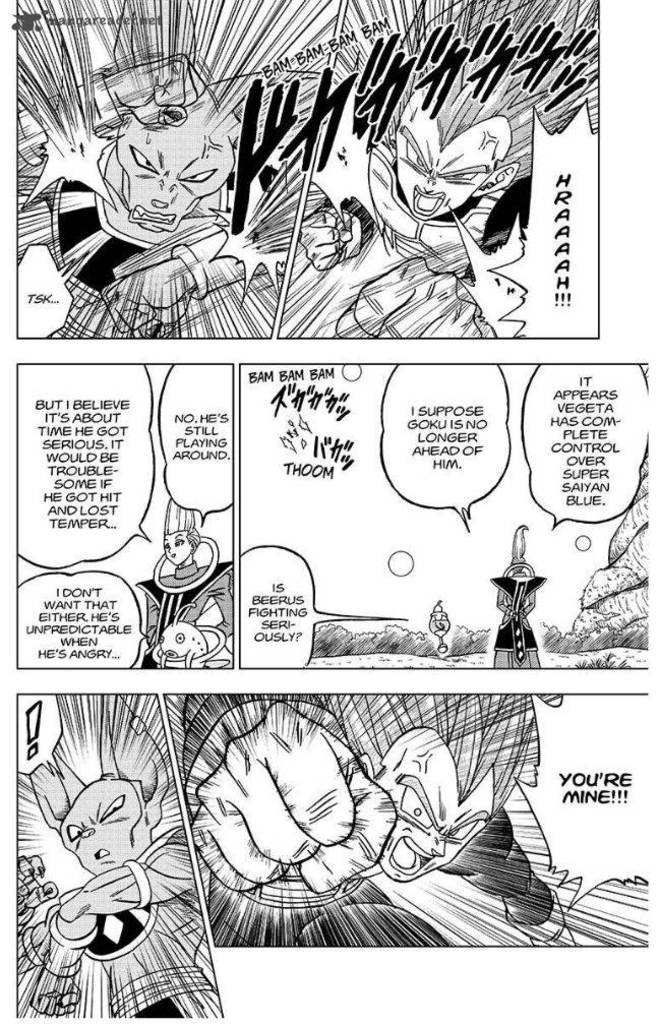 mangareader.net
BAM BAM BAM BAM
ドガガガガガガ
HRAAAAH!!!
TSK...
IT
APPEARS
VEGETA
HAS COM-
PLETE
CONTROL
OVER
SUPER
SAIYAN
BLUE.
I SUPPOSE
GOKU IS NO
LONGER
AHEAD OF
HIM.
BAM BAM BAM
ズガガガッ
バガッ
THOOM
IS
BEERUS
FIGHTING
SERI-
OUSLY?
NO. HE'S
STILL
PLAYING
AROUND.
BUT I BELIEVE
IT'S ABOUT
TIME HE GOT
SERIOUS. IT
WOULD BE
TROUBLE-
SOME IF
HE GOT HIT
AND LOST
TEMPER...
I DON'T
WANT THAT
EITHER. HE'S
UNPREDICTABLE
WHEN
HE'S ANGRY...
YOU'RE
MINE!!!
!